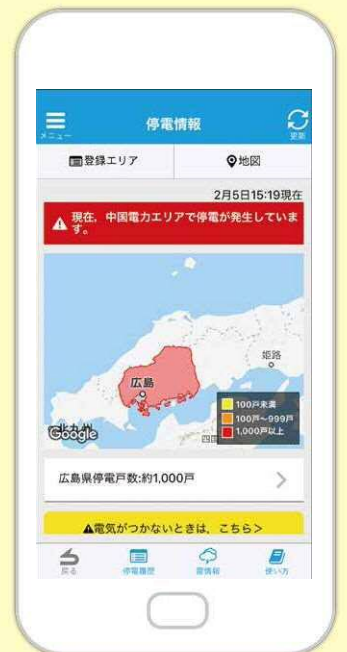 メニュー
停電情報
更新
登録エリア
地図
2月5日15:19現在
現在，中国電力エリアで停電が発生していま
す。
姫路
広島
100戸未満
100戸～999戸
1,000戸以上
Google
広島県停電戸数:約1,000戸
電気がつかないときは，こちら＞
戻る
停電履歴
雷情報
使い方